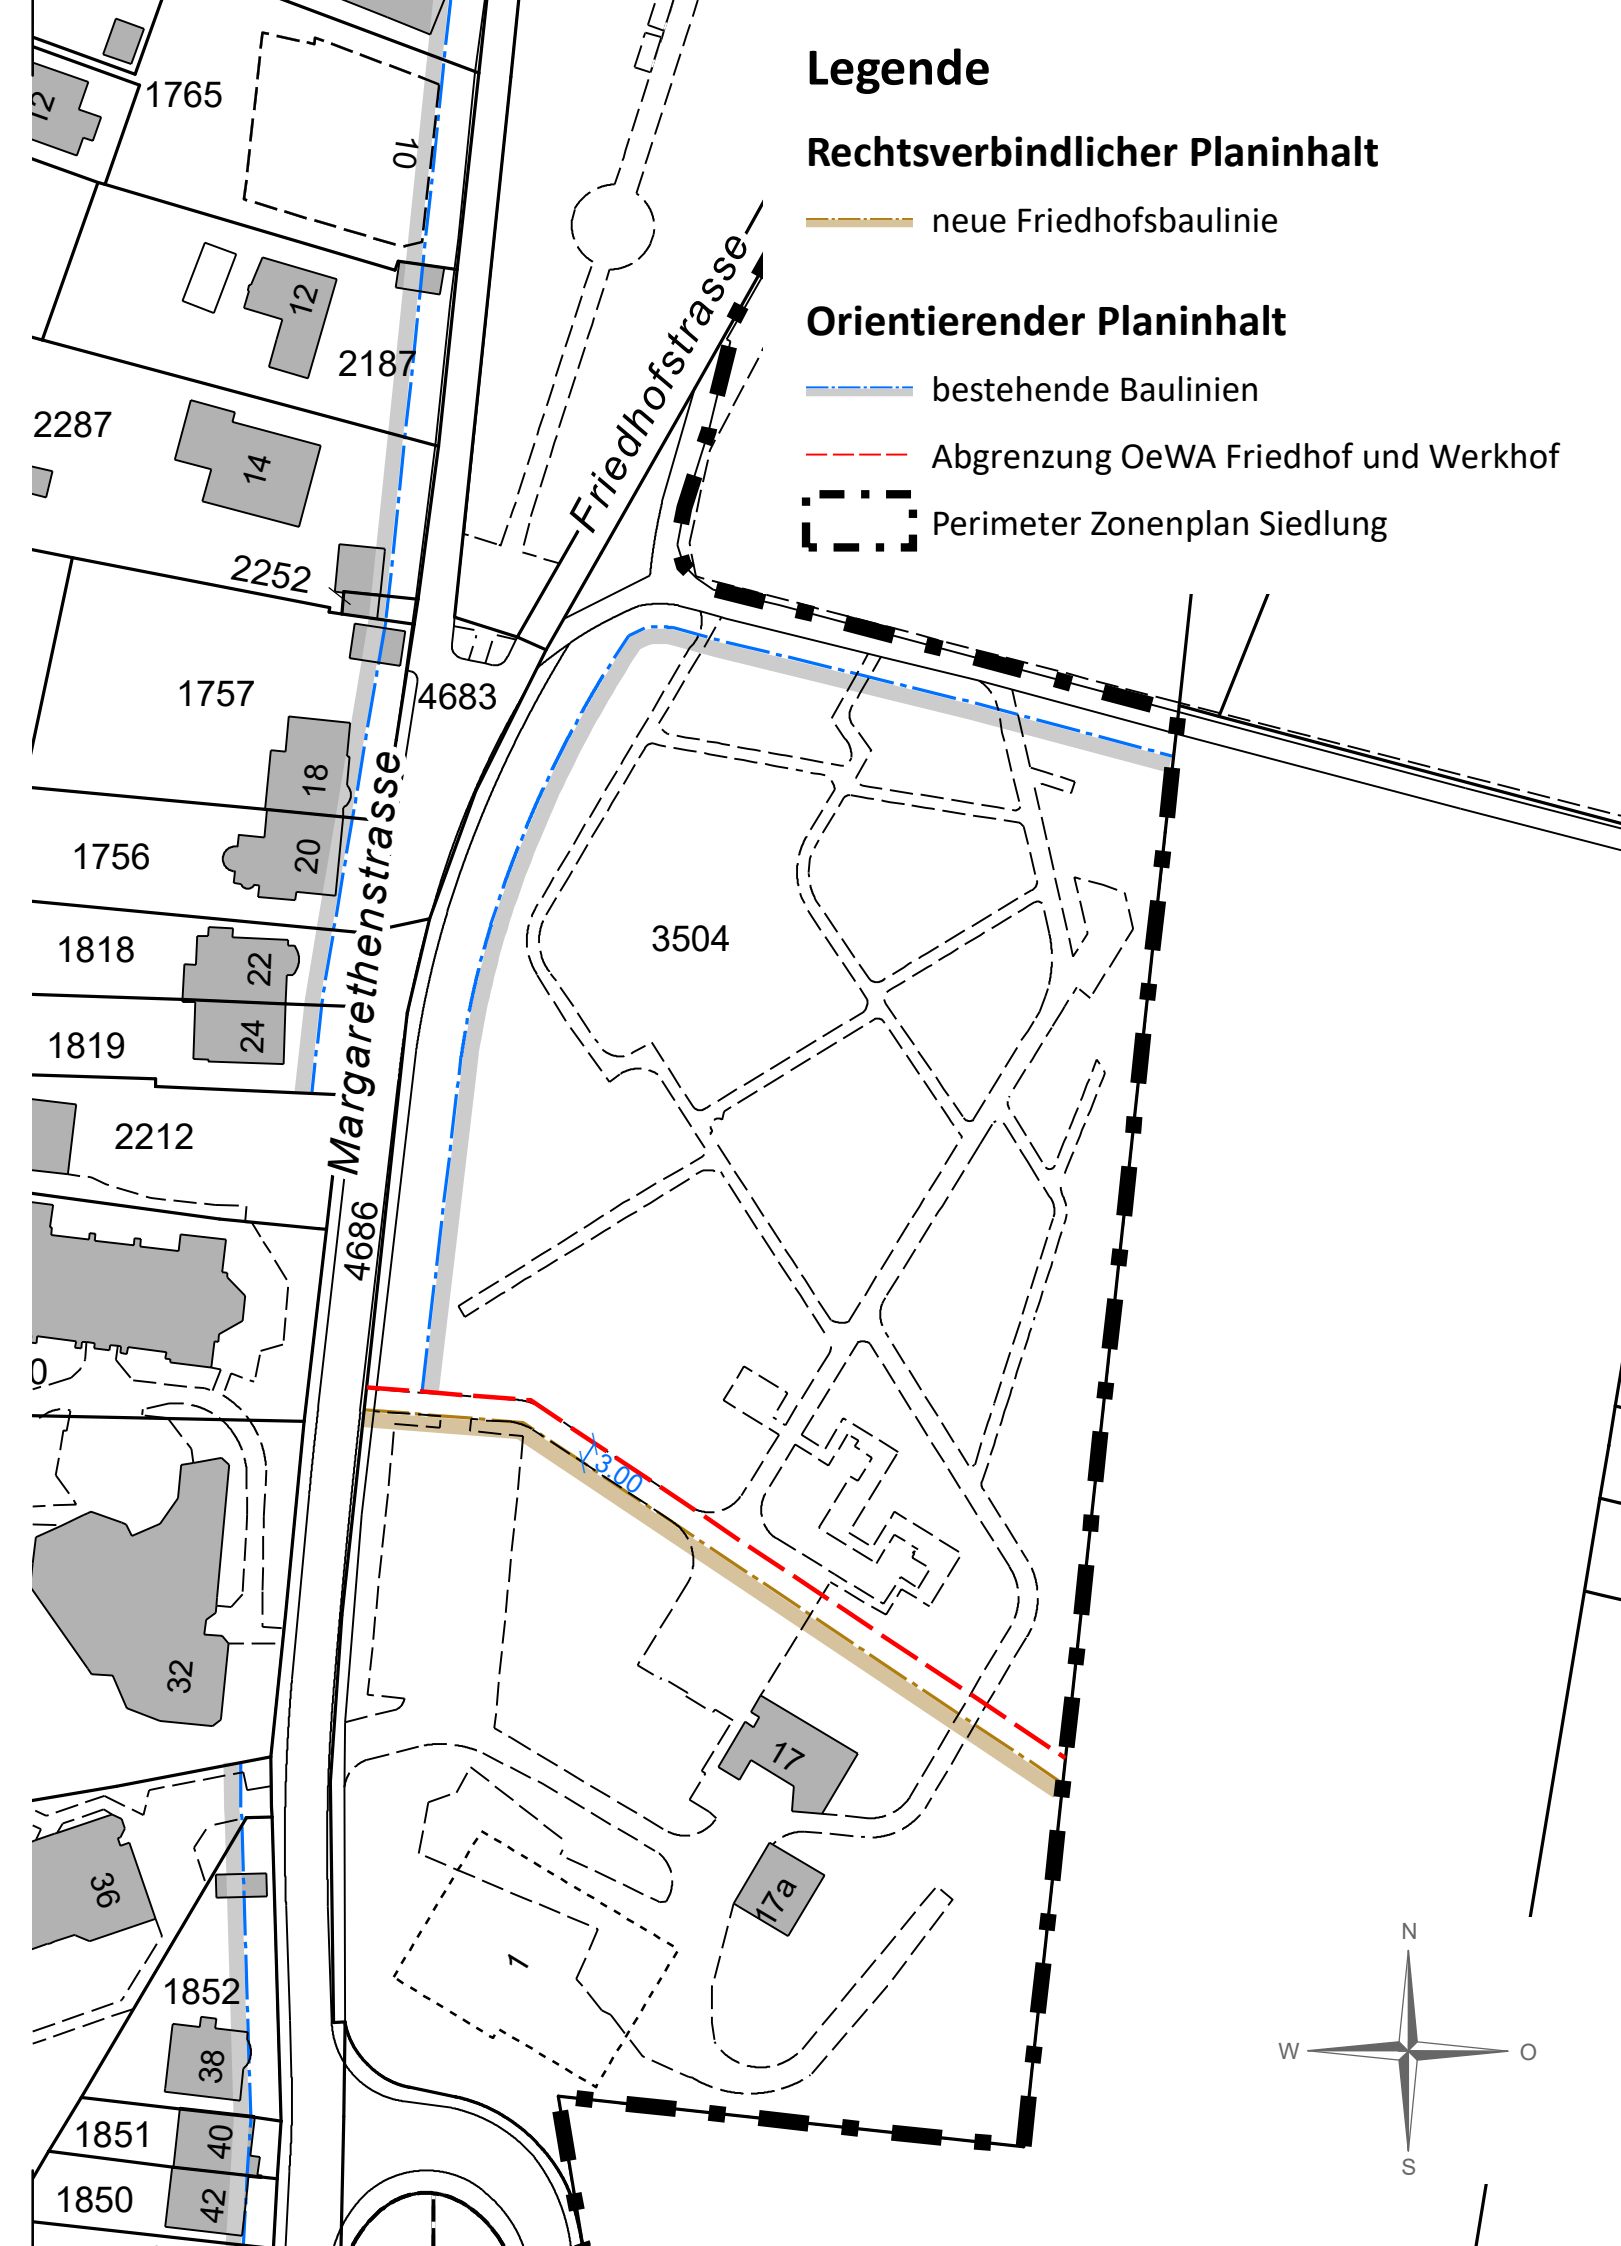 Legende
Rechtsverbindlicher Planinhalt
neue Friedhofsbaulinie
Orientierender Planinhalt
bestehende Baulinien
Abgrenzung OeWA Friedhof und Werkhof
Perimeter Zonenplan Siedlung
12
1765
10
12
2187
Friedhofstrasse
2287
14
2252
1757
4683
18
1756
20
Margarethenstrasse
3504
1818
22
1819
24
2212
4686
0
3.00
32
17
36
17a
1
1852
38
1851
40
1850
42
N
W
O
S